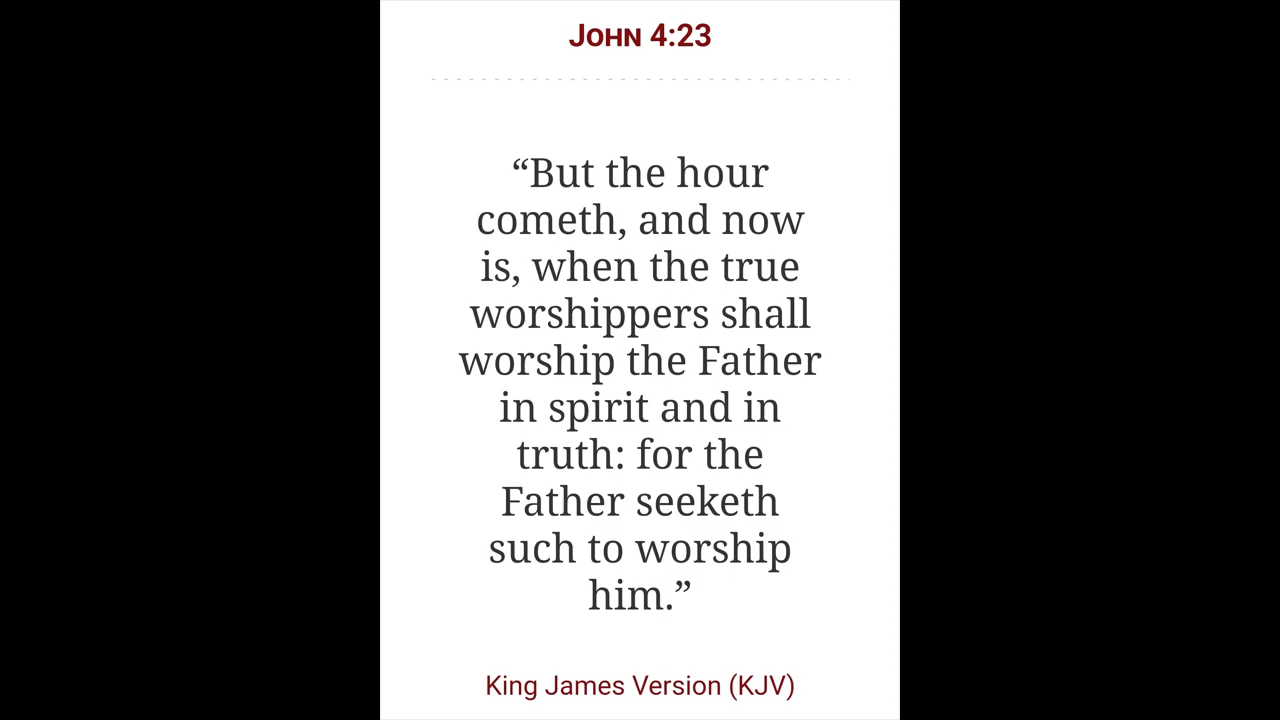 John 4:23
“But the hour
cometh, and now
is, when the true
worshippers shall
worship the Father
in spirit and in
truth: for the
Father seeketh
such to worship
him.”
King James Version (KJV)